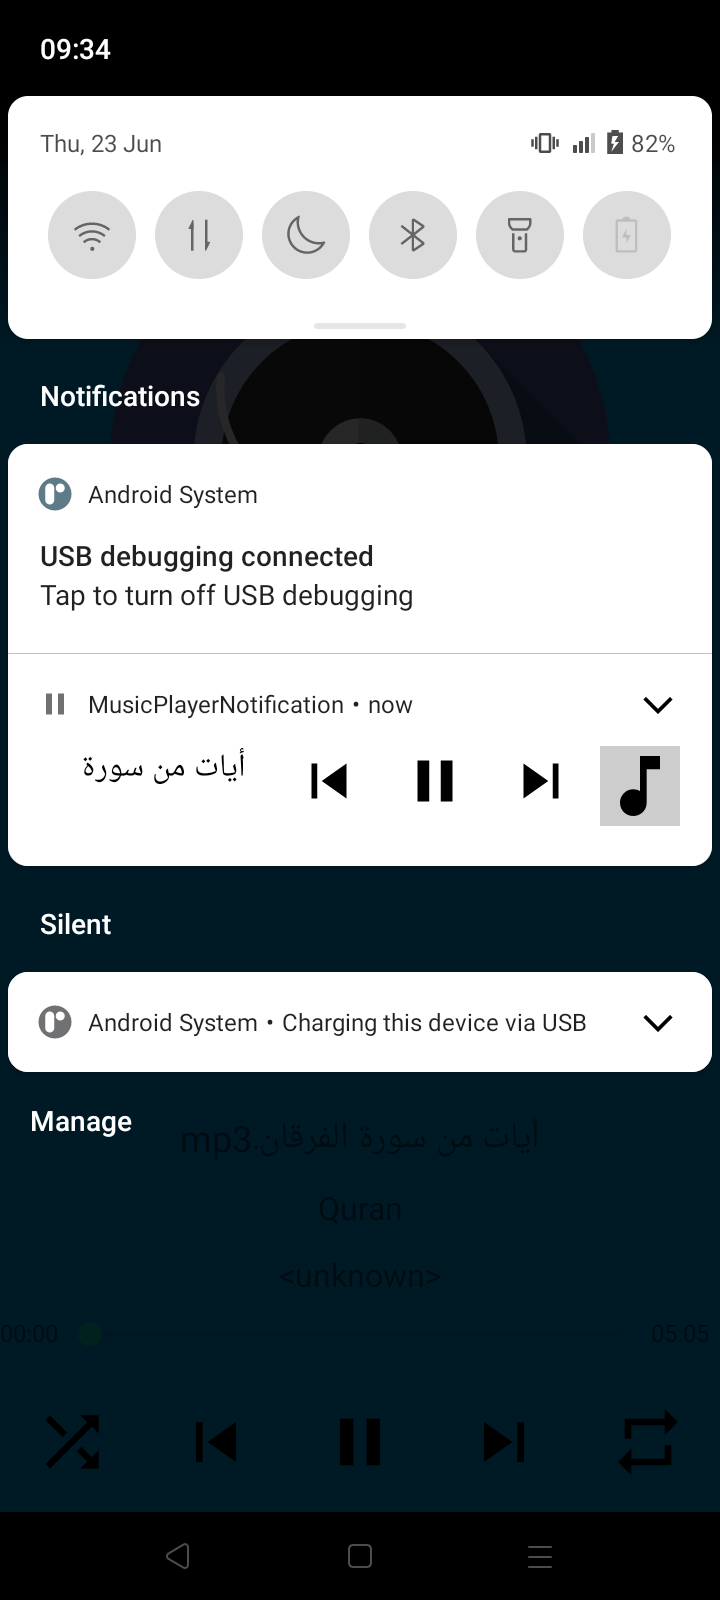 09:34
Thu, 23 Jun
82%
Notifications
Android System
USB debugging connected
Tap to turn off USB debugging
MusicPlayerNotification • now
أيات من سورة
Silent
Android System • Charging this device via USB
Manage
أيات من سورة الفرقان.mp3
Quran
<unknown>
00:00
05:05